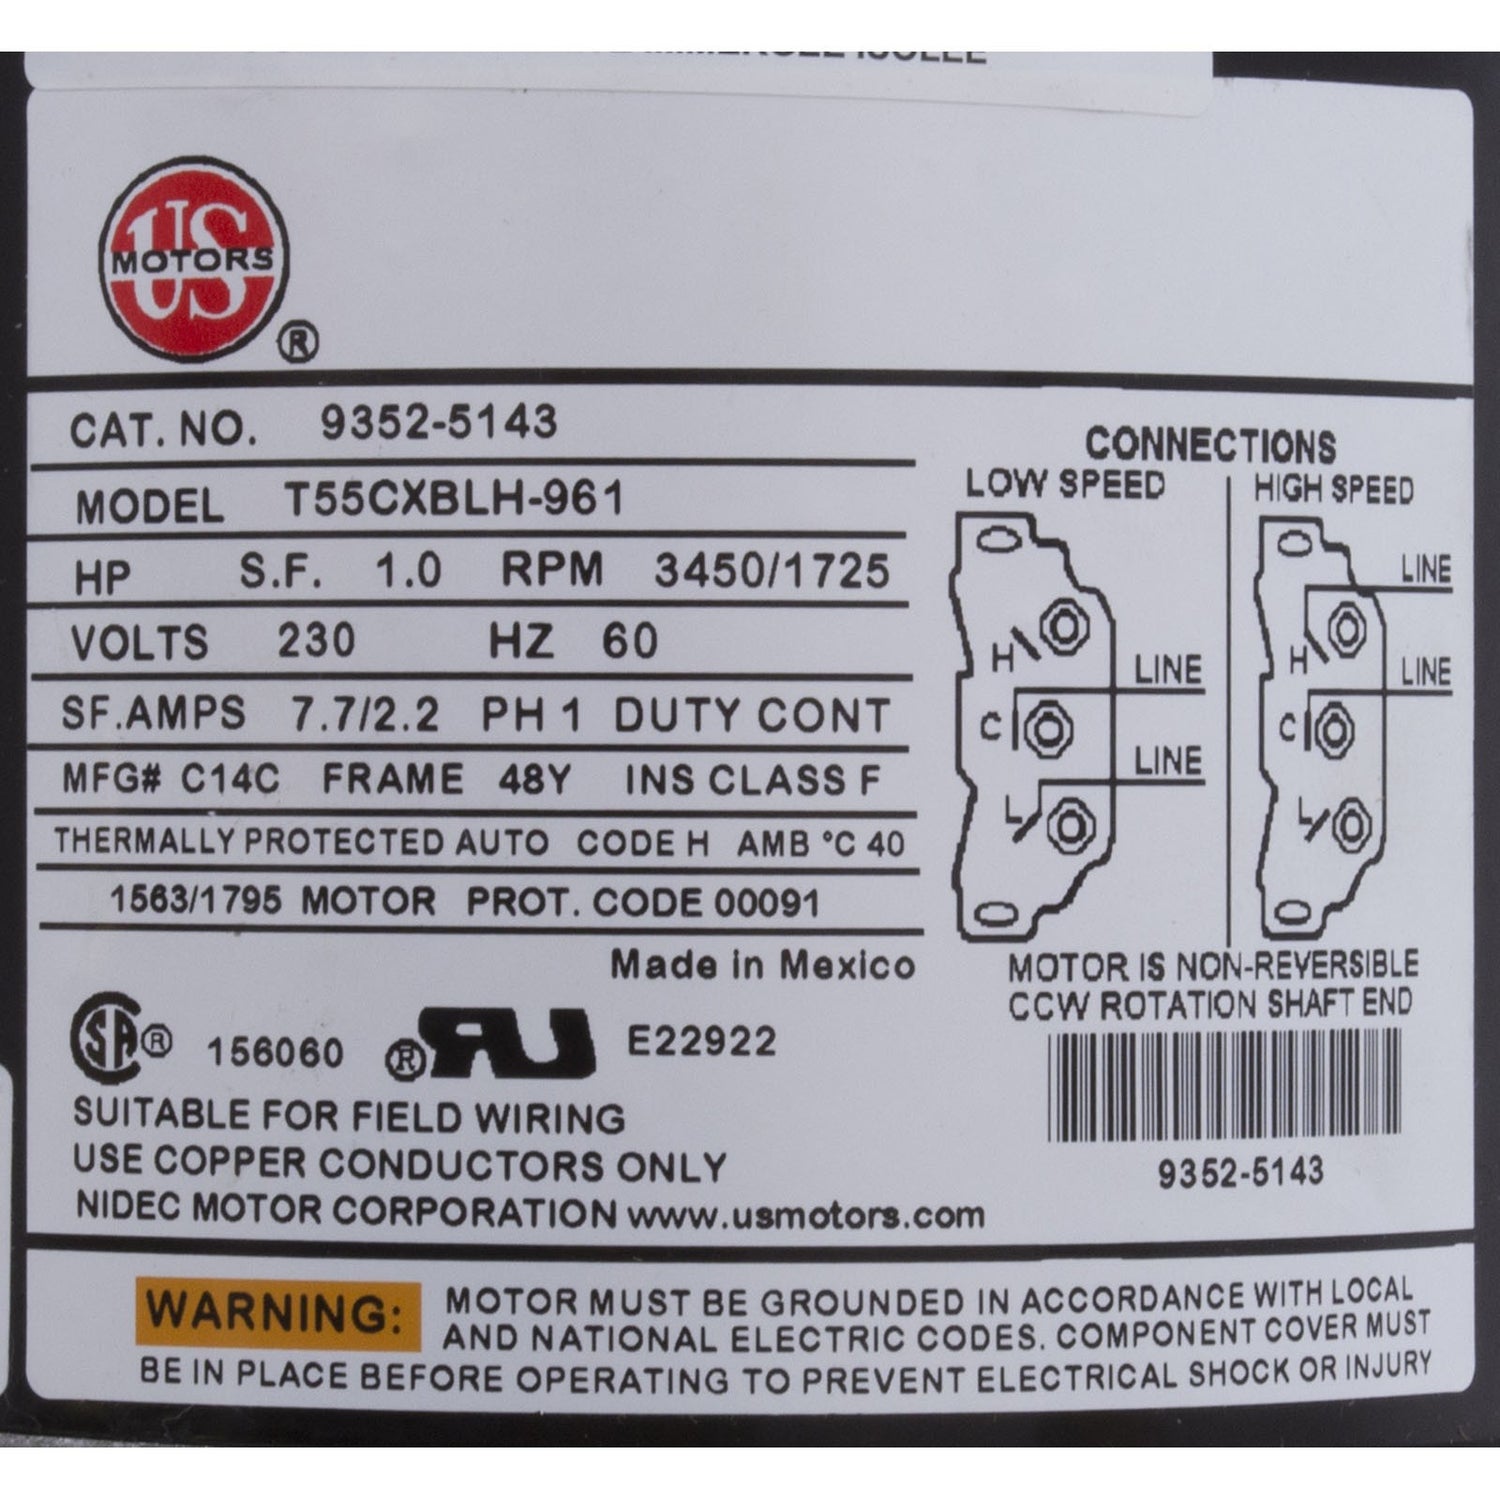 US
MOTORS
®
CAT. NO. 9352-5143
MODEL T55CXBLH-961
HP S.F. 1.0 RPM 3450/1725
VOLTS 230 HZ 60
SF.AMPS 7.7/2.2 PH 1 DUTY CONT
MFG# C14C FRAME 48Y INS CLASS F
THERMALLY PROTECTED AUTO CODE H AMB °C 40
1563/1795 MOTOR PROT. CODE 00091
Made in Mexico
CONNECTIONS
LOW SPEED
H
C
L
LINE
LINE
HIGH SPEED
H
C
L
LINE
LINE
MOTOR IS NON-REVERSIBLE
CCW ROTATION SHAFT END
9352-5143
SA ® 156060 ® UR E22922
SUITABLE FOR FIELD WIRING
USE COPPER CONDUCTORS ONLY
NIDEC MOTOR CORPORATION www.usmotors.com
WARNING: MOTOR MUST BE GROUNDED IN ACCORDANCE WITH LOCAL
AND NATIONAL ELECTRIC CODES. COMPONENT COVER MUST
BE IN PLACE BEFORE OPERATING TO PREVENT ELECTRICAL SHOCK OR INJURY